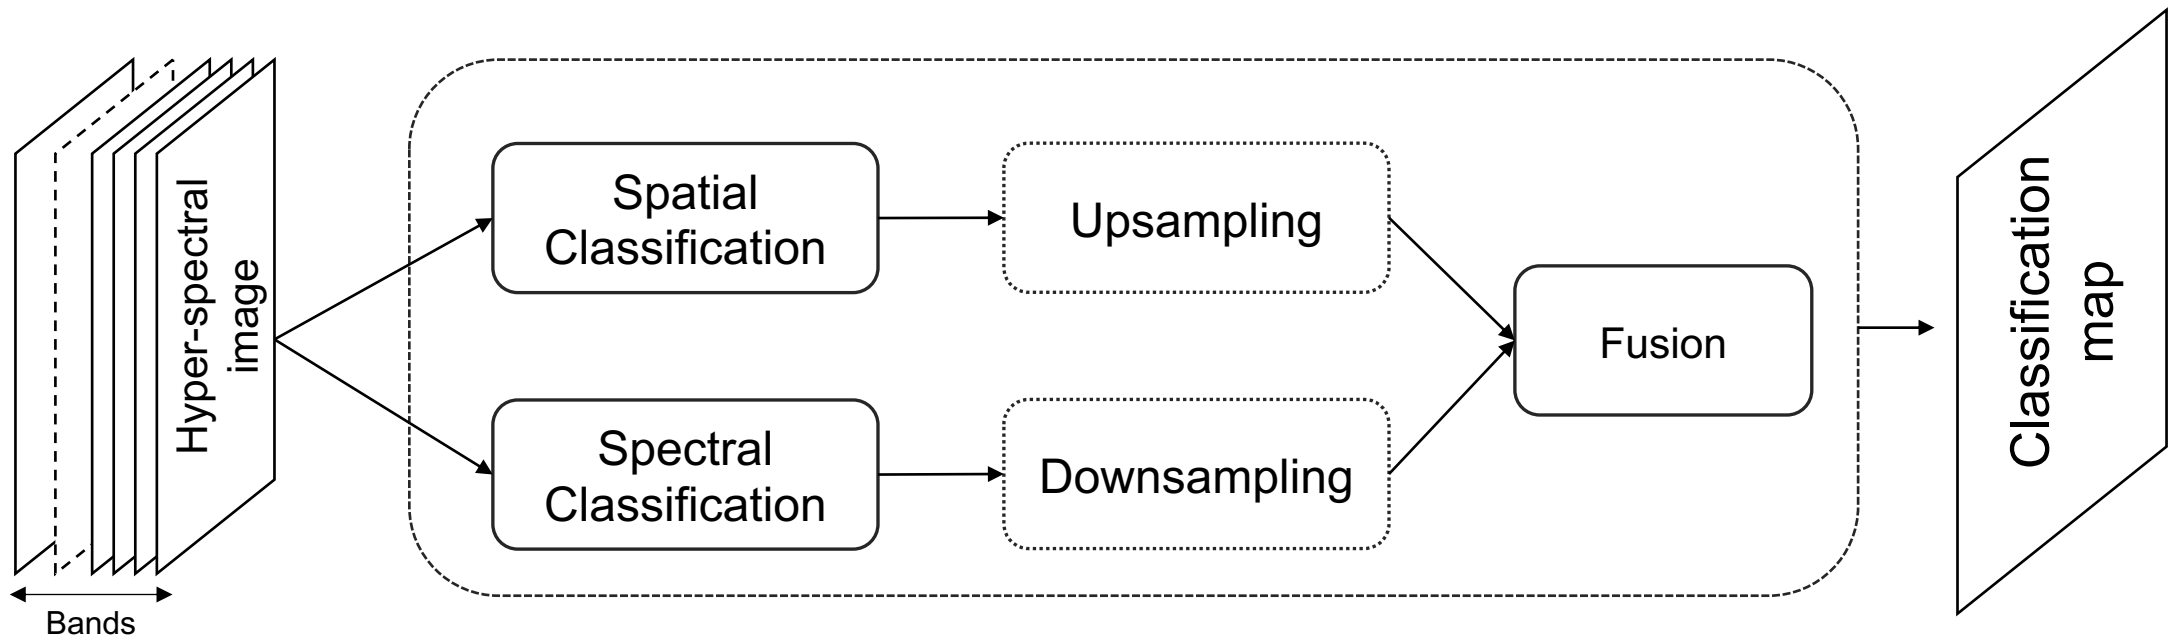 Hyper-spectral
image
Bands
Spatial
Classification
Upsampling
Spectral
Classification
Downsampling
Fusion
Classification
map